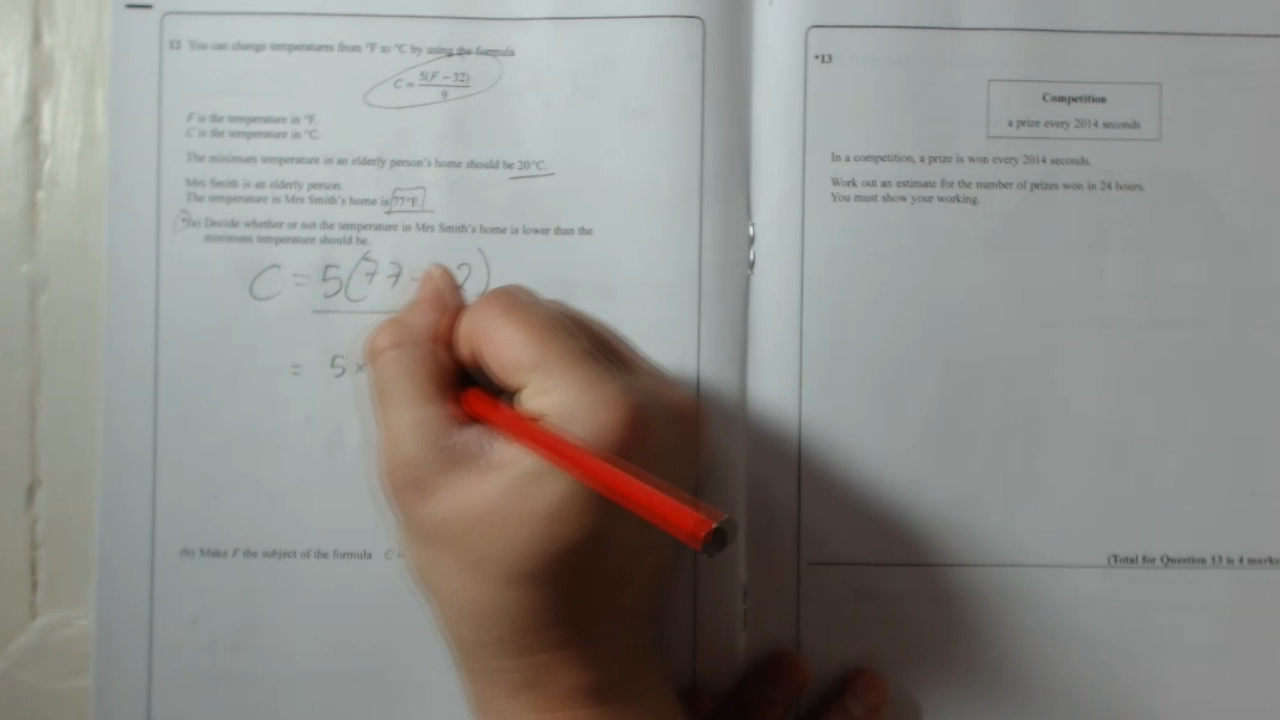 12 You can change temperatures from °F to °C by using the formula
C = 5(F − 32)
9
F is the temperature in °F.
C is the temperature in °C.
The minimum temperature in an elderly person's home should be 20°C.
Mrs Smith is an elderly person.
The temperature in Mrs Smith's home is 77°F.
*(a) Decide whether or not the temperature in Mrs Smith's home is lower than the
minimum temperature should be.
C = 5(77 - 2)
= 5 ×
(b) Make F the subject of the formula C =
*13
Competition
a prize every 2014 seconds
In a competition, a prize is won every 2014 seconds.
Work out an estimate for the number of prizes won in 24 hours.
You must show your working.
(Total for Question 13 is 4 marks